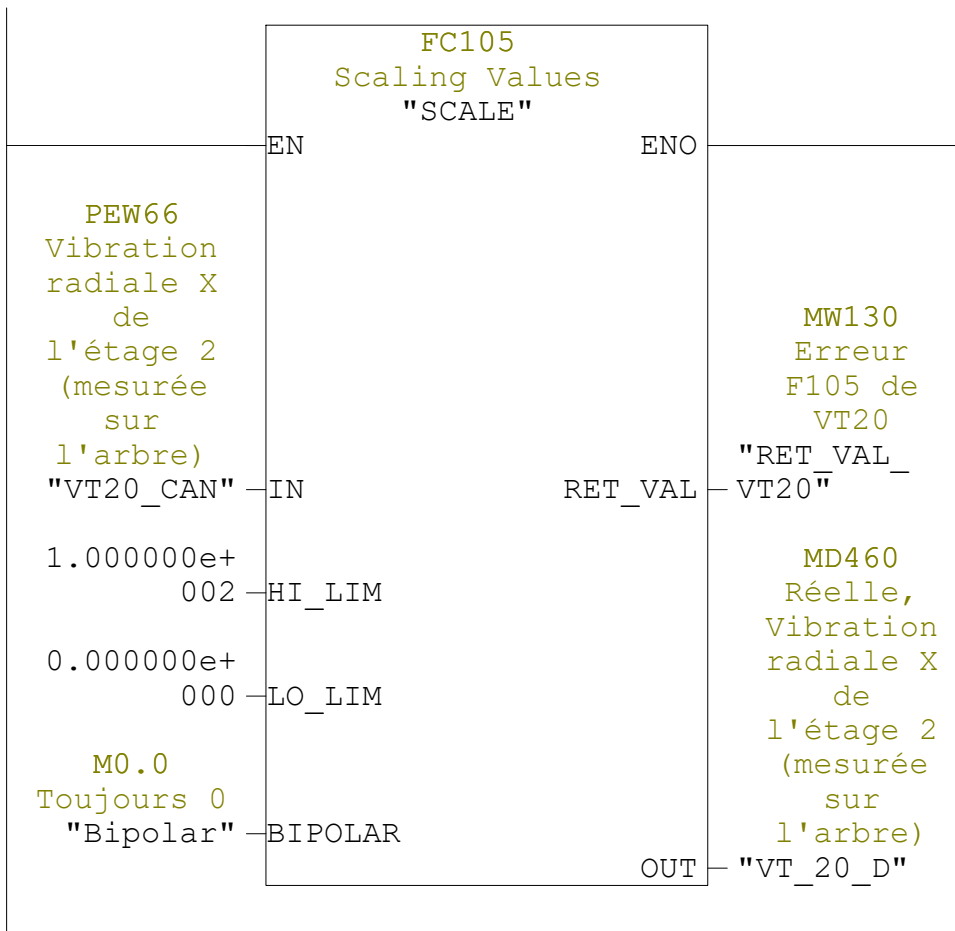 FC105
Scaling Values
"SCALE"
EN
ENO
PEW66
Vibration
radiale X
de
l'étage 2
(mesurée
sur
l'arbre)
"VT20_CAN"
IN
MW130
Erreur
F105 de
VT20
"RET_VAL_
VT20"
RET_VAL
1.000000e+
002
HI_LIM
0.000000e+
000
LO_LIM
M0.0
Toujours 0
"Bipolar"
BIPOLAR
MD460
Réelle,
Vibration
radiale X
de
l'étage 2
(mesurée
sur
l'arbre)
OUT
"VT_20_D"